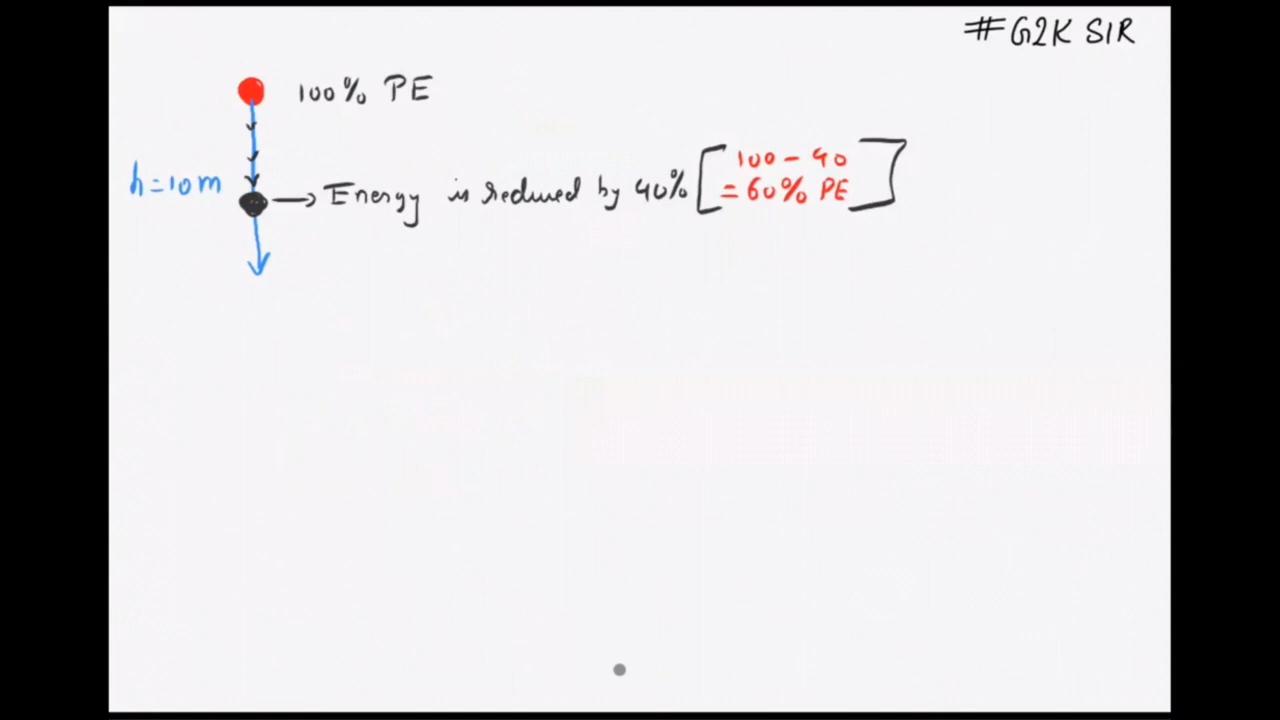 #G2K SIR
100% PE
h=10m
→ Energy is reduced by 40% [100 - 40
= 60% PE]